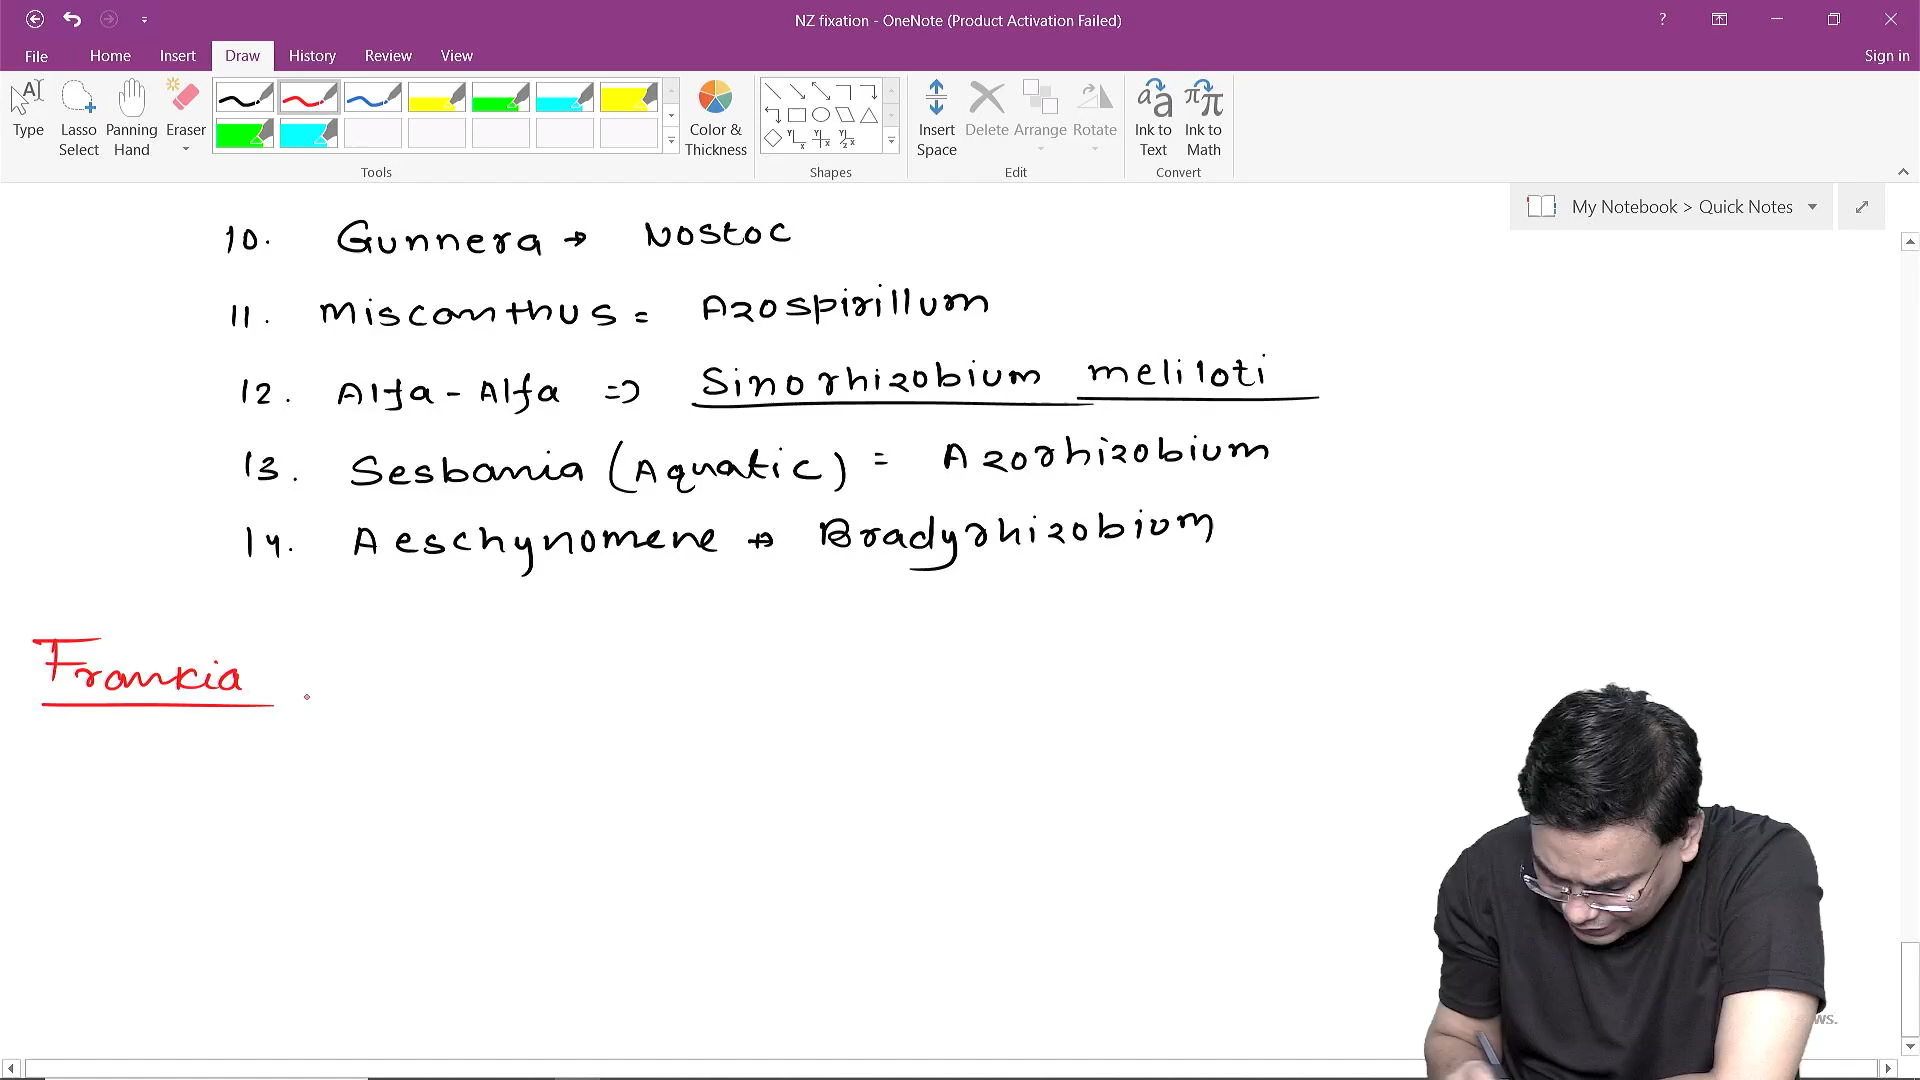 NZ fixation - OneNote (Product Activation Failed)
?
File Home Insert Draw History Review View Sign in
Type
Lasso Select
Panning Hand
Eraser
Color & Thickness
Insert Space
Delete
Arrange
Rotate
Ink to Text
Ink to Math
Tools Shapes Edit Convert
My Notebook > Quick Notes
10. Gunnera → Nostoc
11. Miscanthus = Azospirillum
12. Alfa-Alfa => Sinorhizobium meliloti
13. Sesbania (Aquatic) = Azorhizobium
14. Aeschynomene → Bradyrhizobium
Frankia